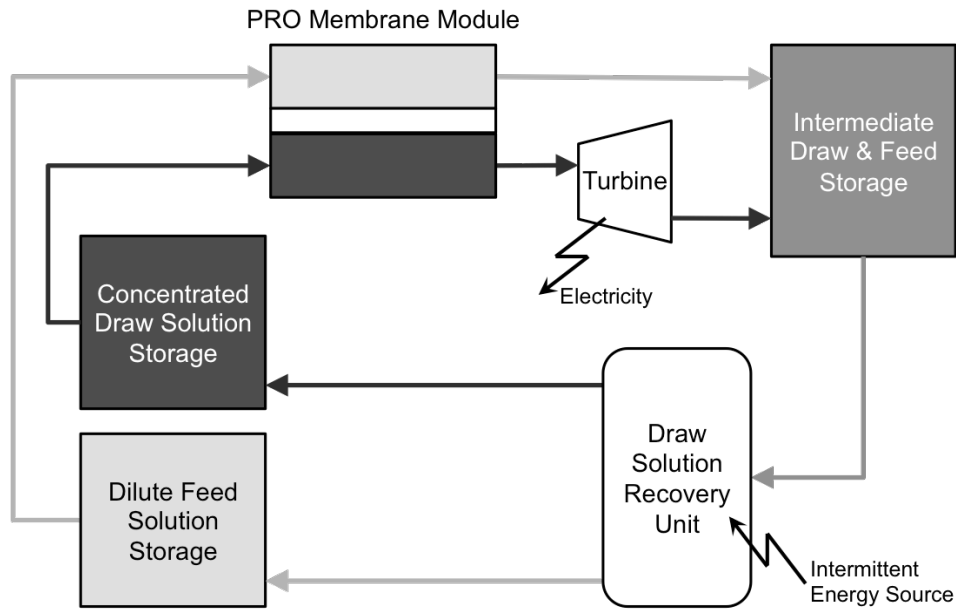 PRO Membrane Module
Intermediate
Draw & Feed
Storage
Turbine
Electricity
Concentrated
Draw Solution
Storage
Draw
Solution
Recovery
Unit
Dilute Feed
Solution
Storage
Intermittent
Energy Source